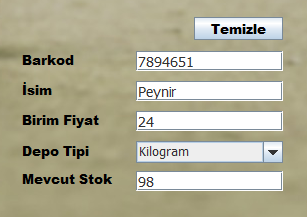 Temizle
Barkod 7894651
İsim Peynir
Birim Fiyat 24
Depo Tipi Kilogram
Mevcut Stok 98